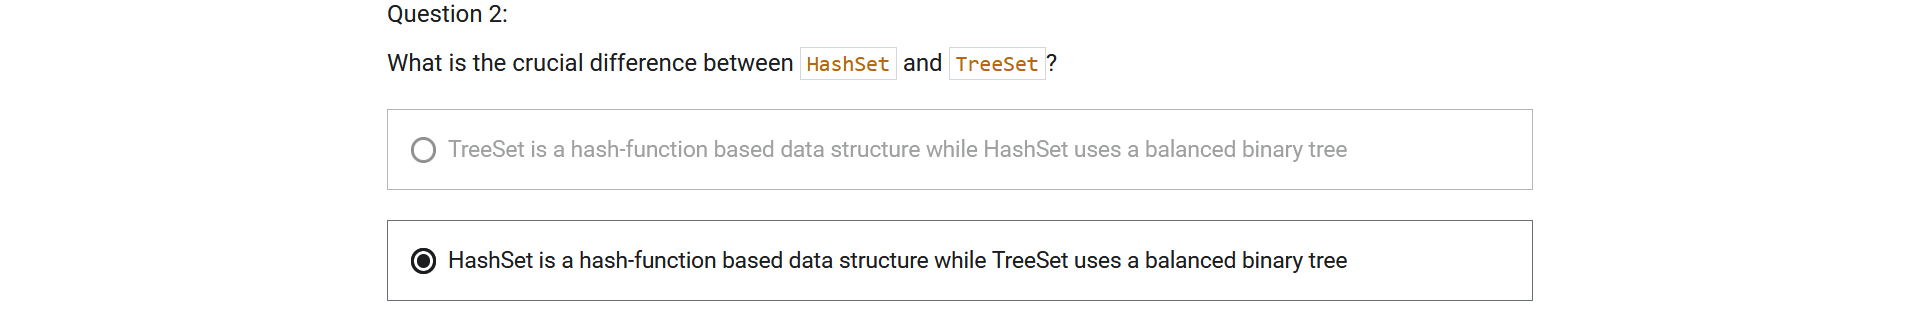 Question 2:
What is the crucial difference between HashSet and TreeSet?
TreeSet is a hash-function based data structure while HashSet uses a balanced binary tree
HashSet is a hash-function based data structure while TreeSet uses a balanced binary tree